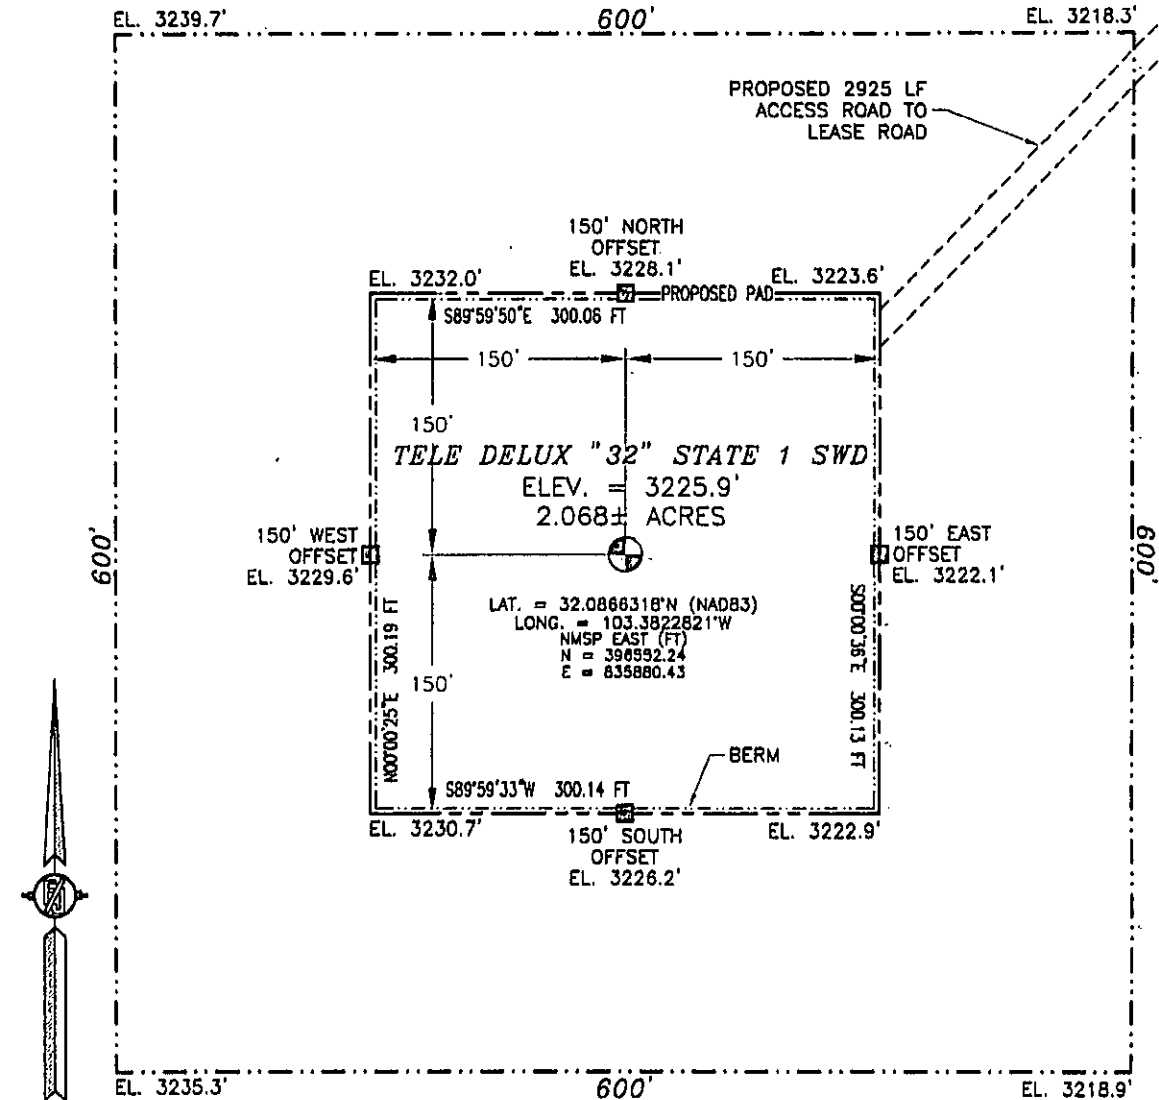 EL. 3239.7'
600'
EL. 3218.3'
PROPOSED 2925 LF
ACCESS ROAD TO
LEASE ROAD
150' NORTH
OFFSET
EL. 3228.1'
EL. 3232.0'
EL. 3223.6'
PROPOSED PAD
S89°59'50"E 300.06 FT
150'
150'
150'
TELE DELUX "32" STATE 1 SWD
ELEV. = 3225.9'
2.068± ACRES
600'
150' WEST
OFFSET
EL. 3229.6'
150' EAST
OFFSET
EL. 3222.1'
600'
LAT. = 32.0866318°N (NAD83)
LONG. = 103.3822821°W
NMSP EAST (FT)
N = 396552.24
E = 835880.43
N00°00'25"E 300.19 FT
150'
S00°00'36"E 300.13 FT
BERM
S89°59'33"W 300.14 FT
EL. 3230.7'
150' SOUTH
OFFSET
EL. 3226.2'
EL. 3222.9'
EL. 3235.3'
600'
EL. 3218.9'